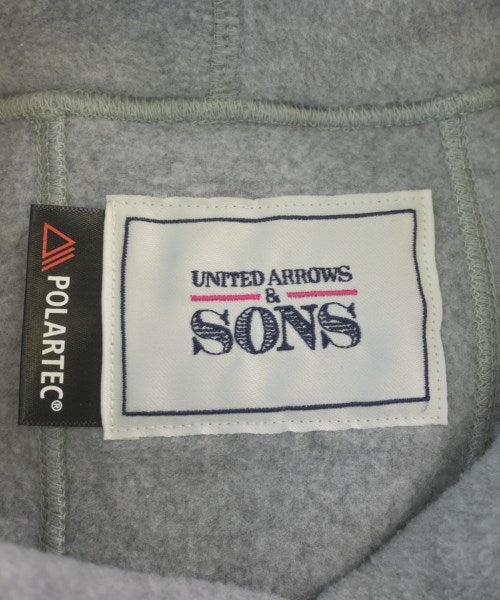 POLARTEC®
UNITED ARROWS
&
SONS